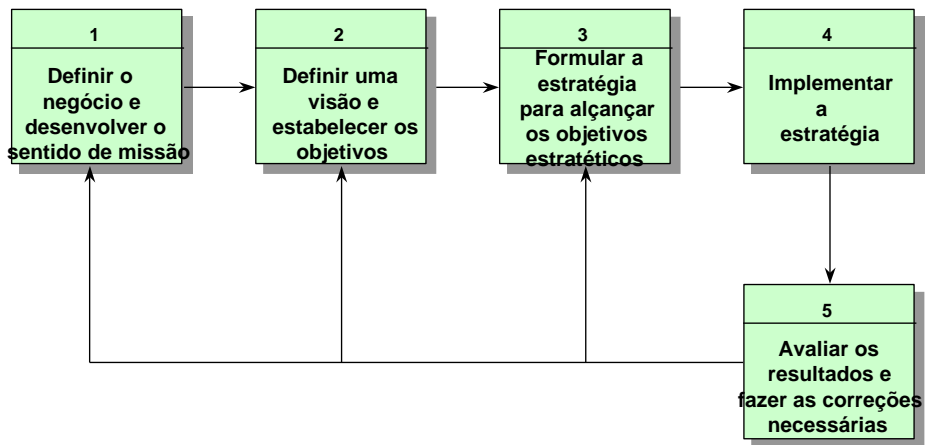 1
Definir o
negócio e
desenvolver o
sentido de missão
2
Definir uma
visão e
estabelecer os
objetivos
3
Formular a
estratégia
para alçançar
os objetivos
estratéticos
4
Implementar
a
estratégia
5
Avaliar os
resultados e
fazer as correções
necessárias